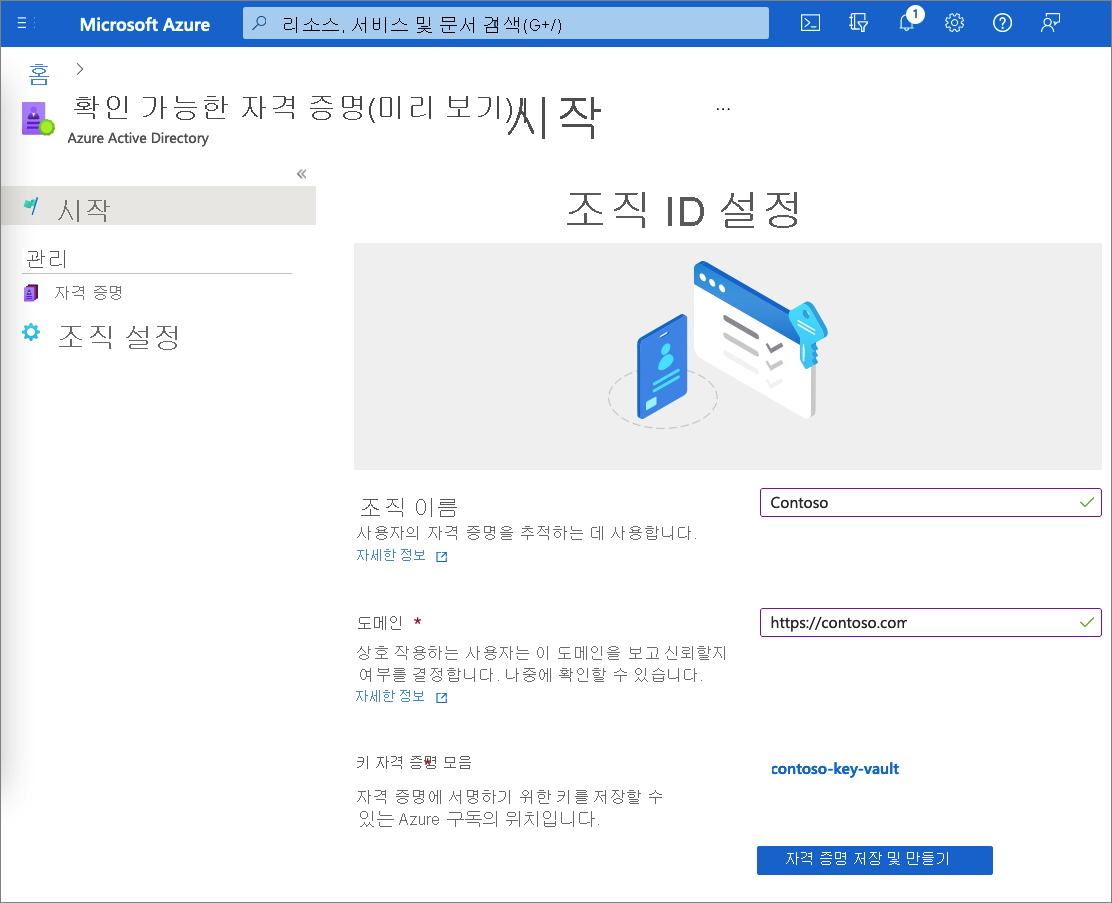 Microsoft Azure
리소스, 서비스 및 문서 검색(G+/)
1
홈
확인 가능한 자격 증명(미리 보기)
시작
...
Azure Active Directory
«
시작
관리
자격 증명
조직 설정
조직 ID 설정
조직 이름
Contoso
사용자의 자격 증명을 추적하는 데 사용합니다.
자세한 정보
도메인 *
https://contoso.com
상호 작용하는 사용자는 이 도메인을 보고 신뢰할지
여부를 결정합니다. 나중에 확인할 수 있습니다.
자세한 정보
키 자격 증명 모음 *
contoso-key-vault
자격 증명에 서명하기 위한 키를 저장할 수
있는 Azure 구독의 위치입니다.
자격 증명 저장 및 만들기